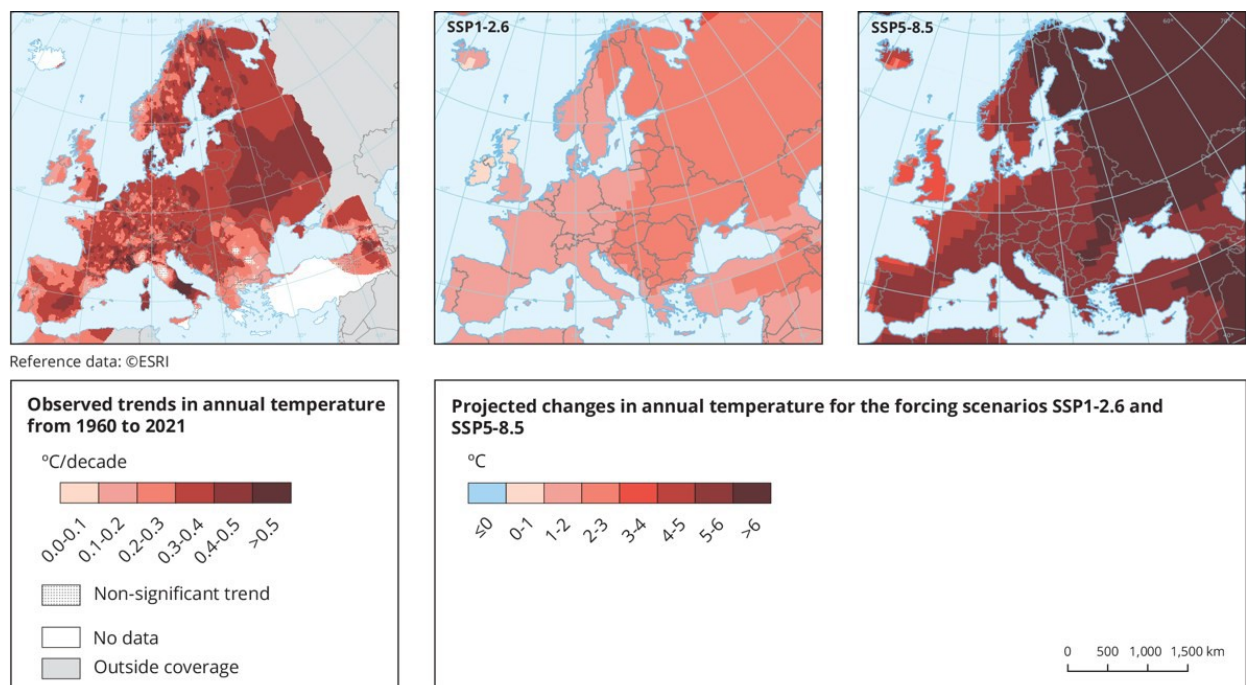 SSP1-2.6
SSP5-8.5
Reference data: ©ESRI
Observed trends in annual temperature
from 1960 to 2021
ºC/decade
0.0-0.1
0.1-0.2
0.2-0.3
0.3-0.4
0.4-0.5
>0.5
Non-significant trend
No data
Outside coverage
Projected changes in annual temperature for the forcing scenarios SSP1-2.6 and
SSP5-8.5
ºC
≤0
0-1
1-2
2-3
3-4
4-5
5-6
>6
0 500 1,000 1,500 km